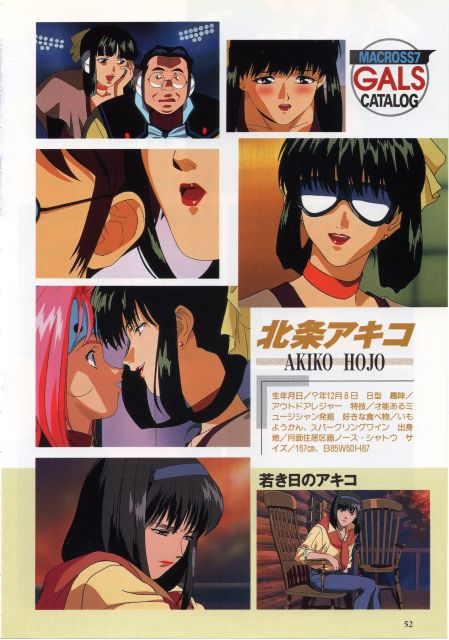 MACROSS7
GALS
CATALOG
北条アキコ
AKIKO HOJO
生年月日/?年12月8日 B型 趣味/
アウトドアレジャー 特技/才能あるミ
ュージシャン発掘 好きな食べ物/いも
ようかん、スパークリングワイン 出身
地/月面住居区画ノース・シャトウ サ
イズ/167cm、B85W60H87
若き日のアキコ
52